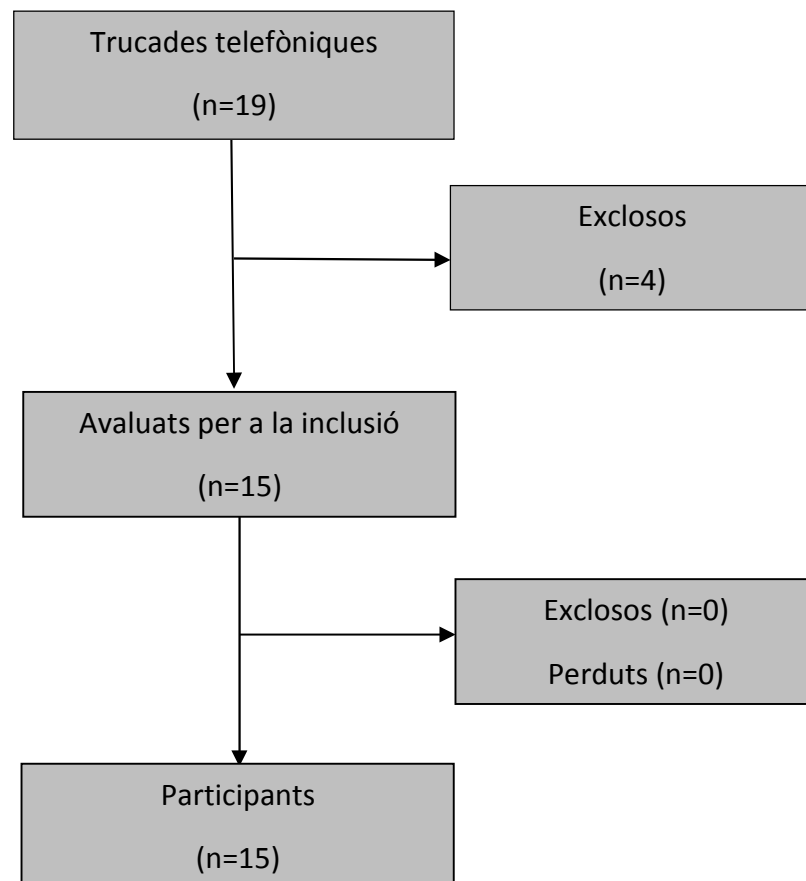 Trucades telefòniques
(n=19)
Exclosos
(n=4)
Avaluats per a la inclusió
(n=15)
Exclosos (n=0)
Perduts (n=0)
Participants
(n=15)